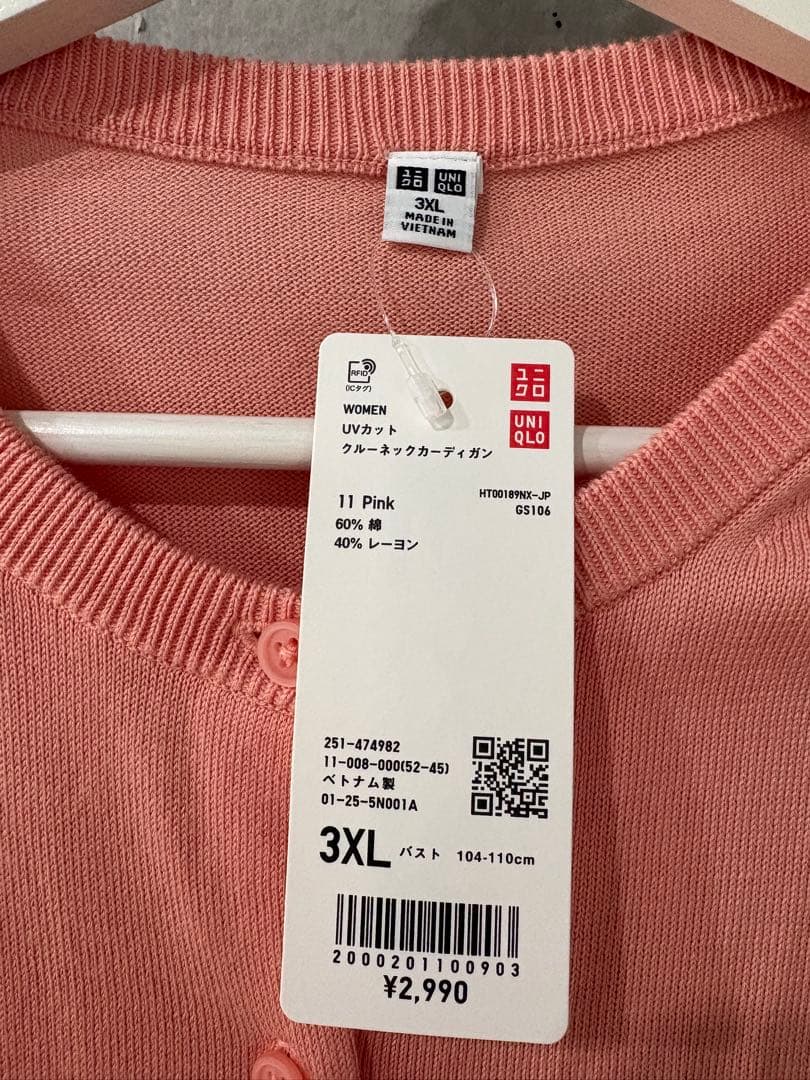 ユニ UNI
クロ QLO
3XL
MADE IN
VIETNAM
RFID
(ICタグ)
ユニ
クロ
UNI
QLO
WOMEN
UVカット
クルーネックカーディガン
11 Pink
HT00189NX-JP
GS106
60% 綿
40% レーヨン
251-474982
11-008-000(52-45)
ベトナム製
01-25-5N001A
3XL バスト 104-110cm
2000201100903
¥2,990